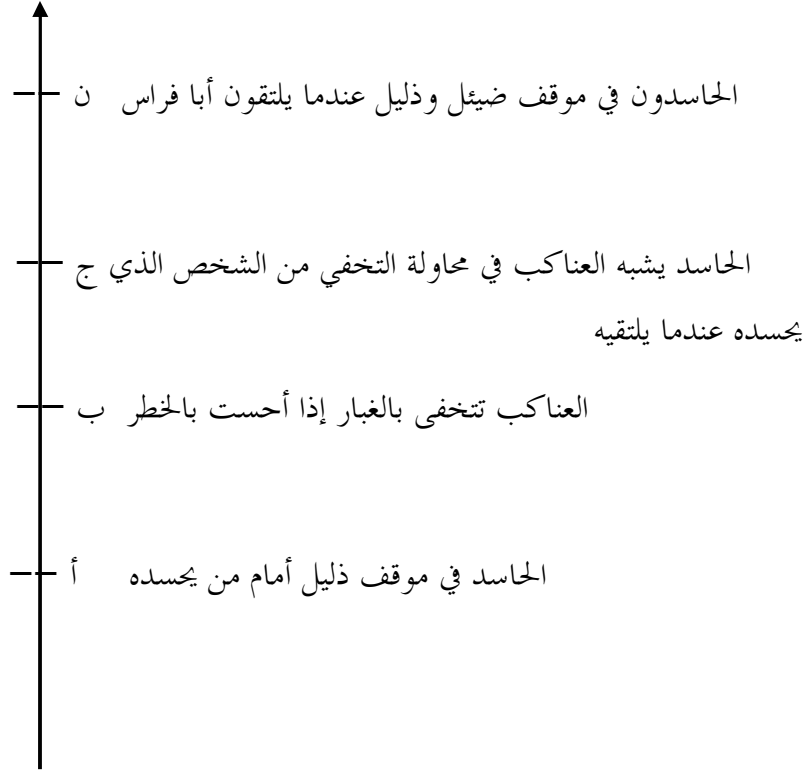 الحاسدون في موقف ضيئل وذليل عندما يلتقون أبا فراس ن
الحاسد يشبه العناكب في محاولة التخفي من الشخص الذي ج
يحسده عندما يلتقيه
العناكب تتخفى بالغبار إذا أحست بالخطر ب
الحاسد في موقف ذليل أمام من يحسده أ